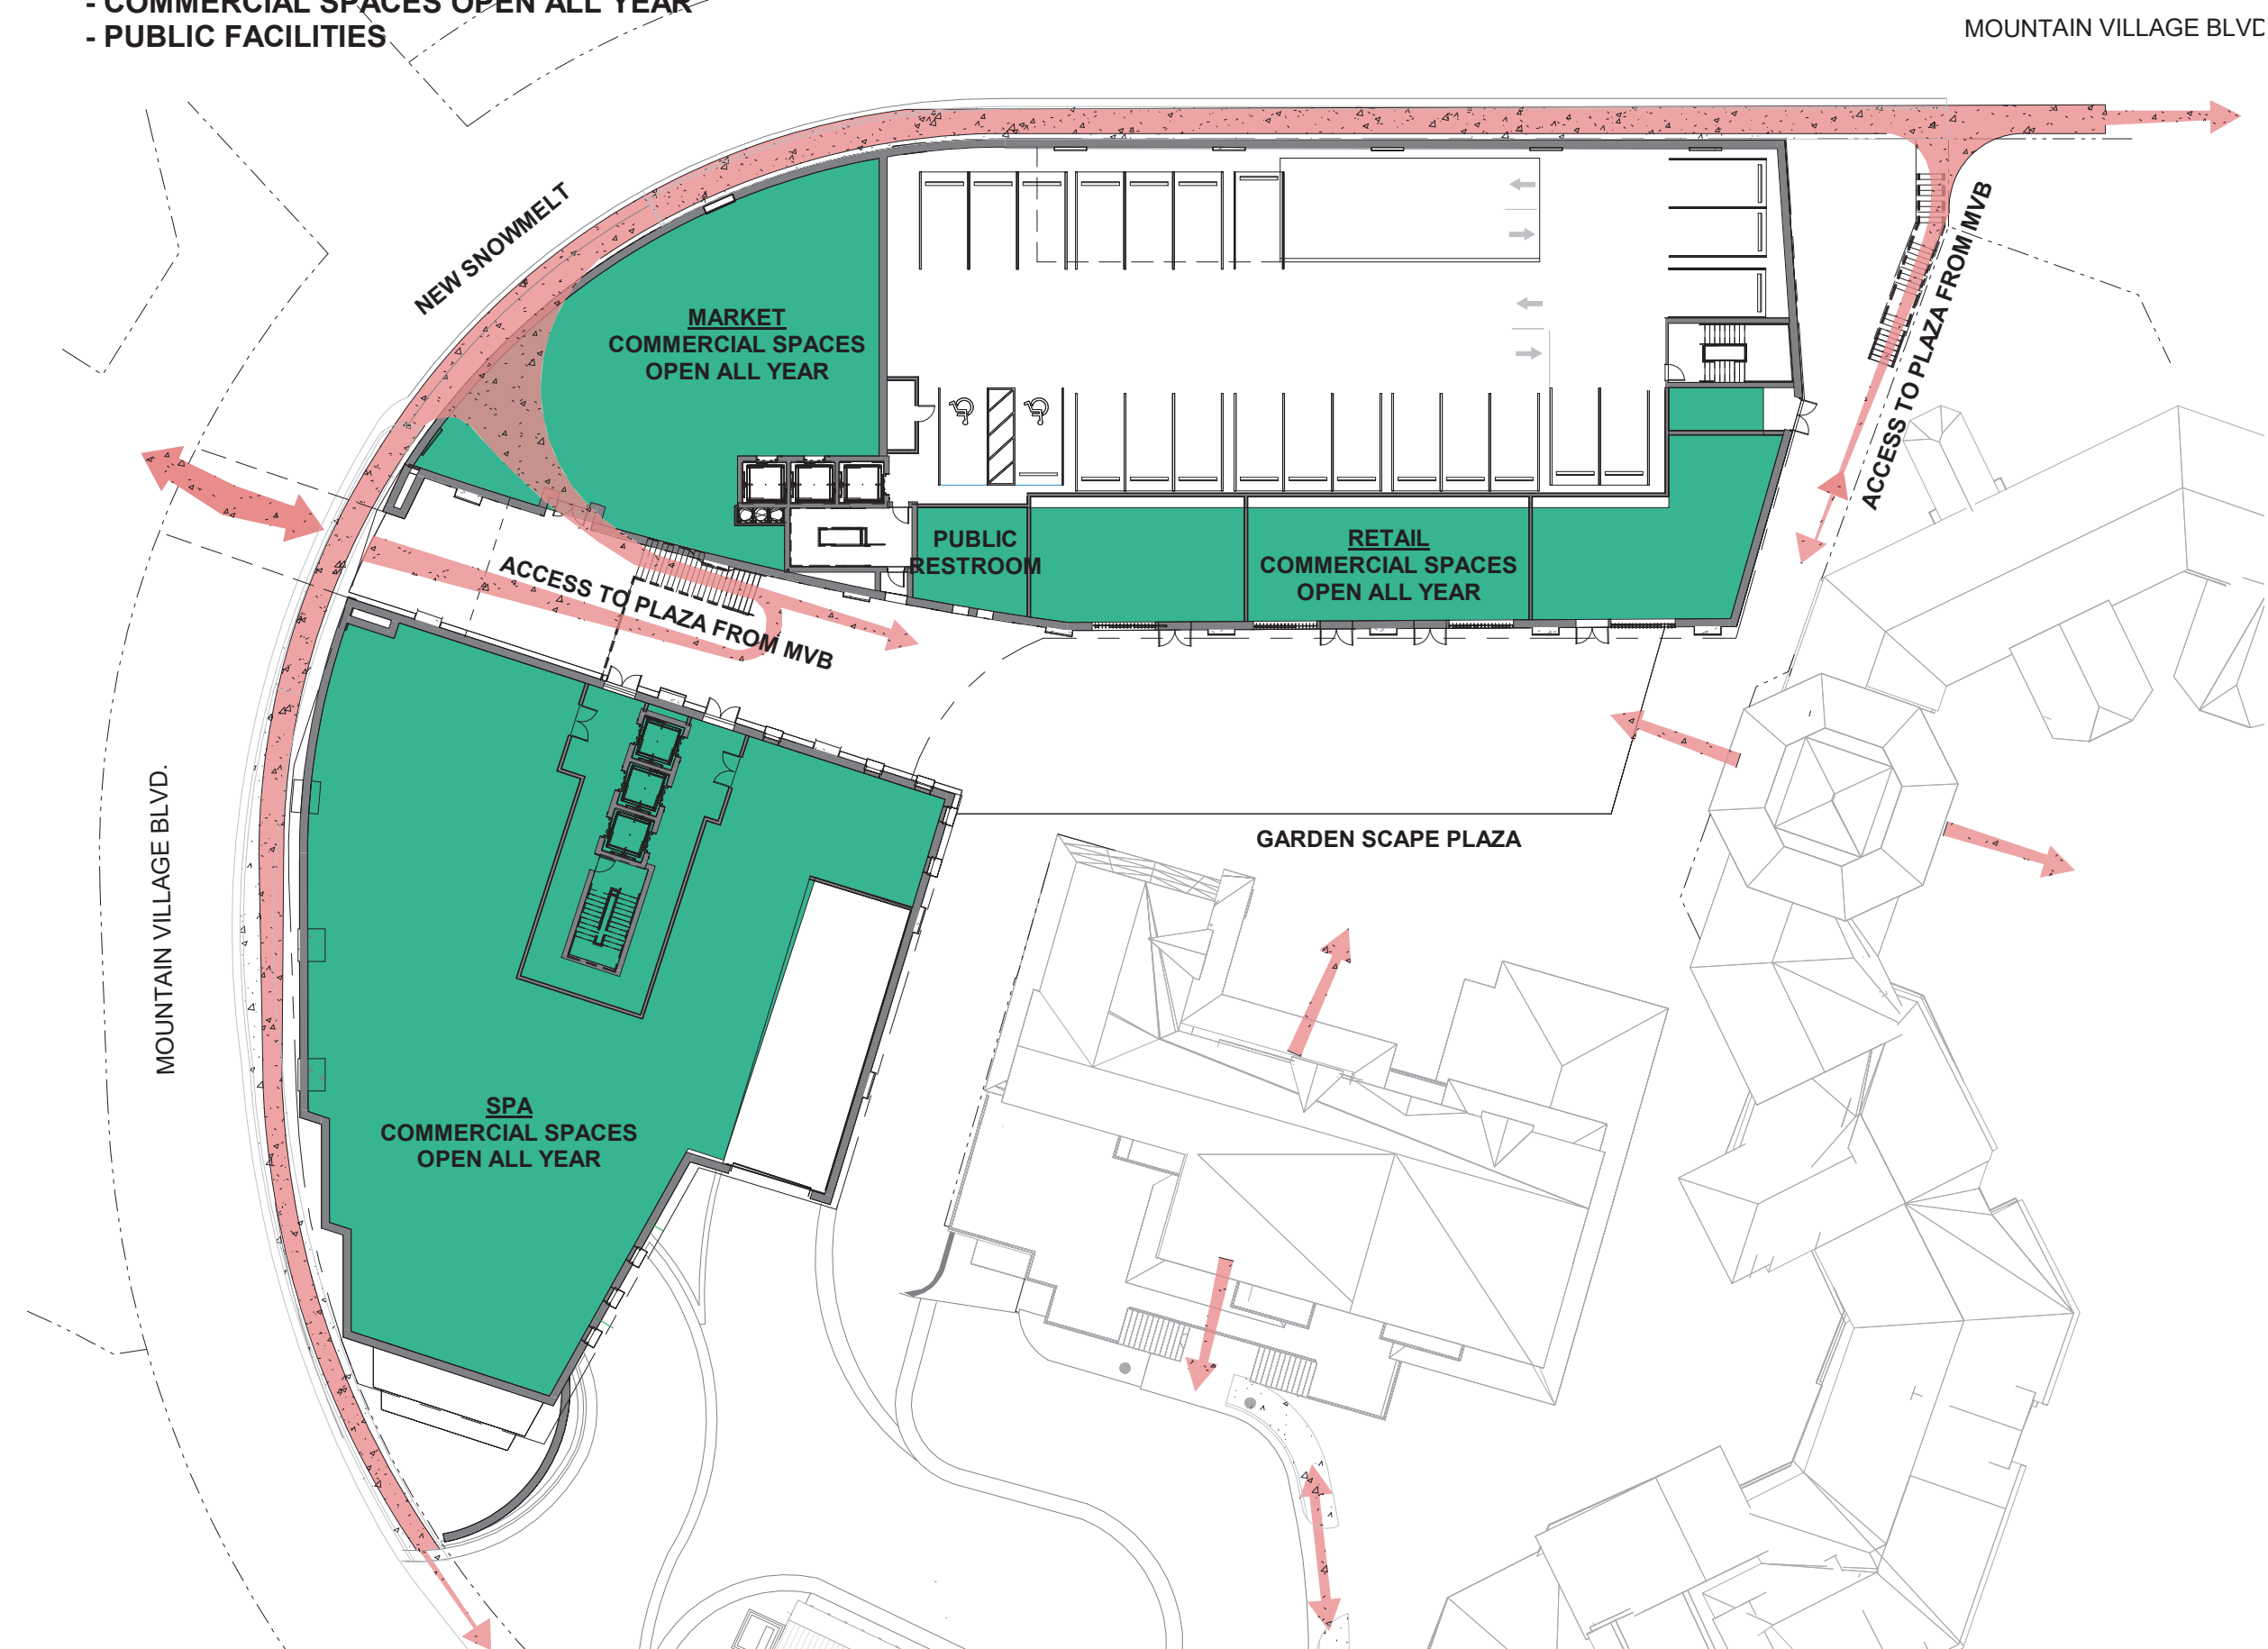 - COMMERCIAL SPACES OPEN ALL YEAR
- PUBLIC FACILITIES
MOUNTAIN VILLAGE BLVD
NEW SNOWMELT
MARKET
COMMERCIAL SPACES
OPEN ALL YEAR
ACCESS TO PLAZA FROM MVB
PUBLIC
RESTROOM
RETAIL
COMMERCIAL SPACES
OPEN ALL YEAR
ACCESS TO PLAZA FROM MVB
MOUNTAIN VILLAGE BLVD.
GARDEN SCAPE PLAZA
SPA
COMMERCIAL SPACES
OPEN ALL YEAR